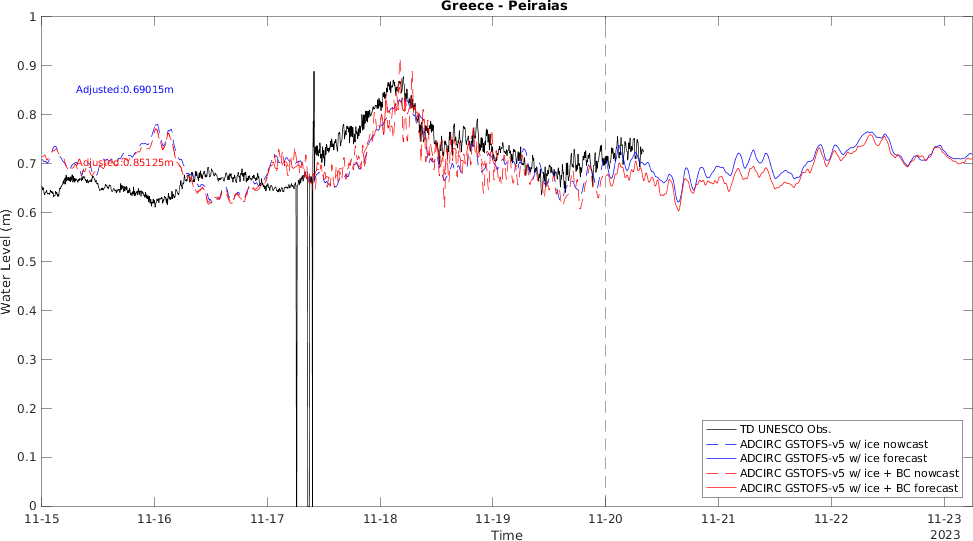 Greece - Peiraias
1
0.9
0.8
0.7
0.6
0.5
0.4
0.3
0.2
0.1
0
Water Level (m)
Adjusted:0.69015m
Adjusted:0.85125m
TD UNESCO Obs.
ADCIRC GSTOFS-v5 w/ ice nowcast
ADCIRC GSTOFS-v5 w/ ice forecast
ADCIRC GSTOFS-v5 w/ ice + BC nowcast
ADCIRC GSTOFS-v5 w/ ice + BC forecast
11-15 11-16 11-17 11-18 11-19 11-20 11-21 11-22 11-23
Time
2023